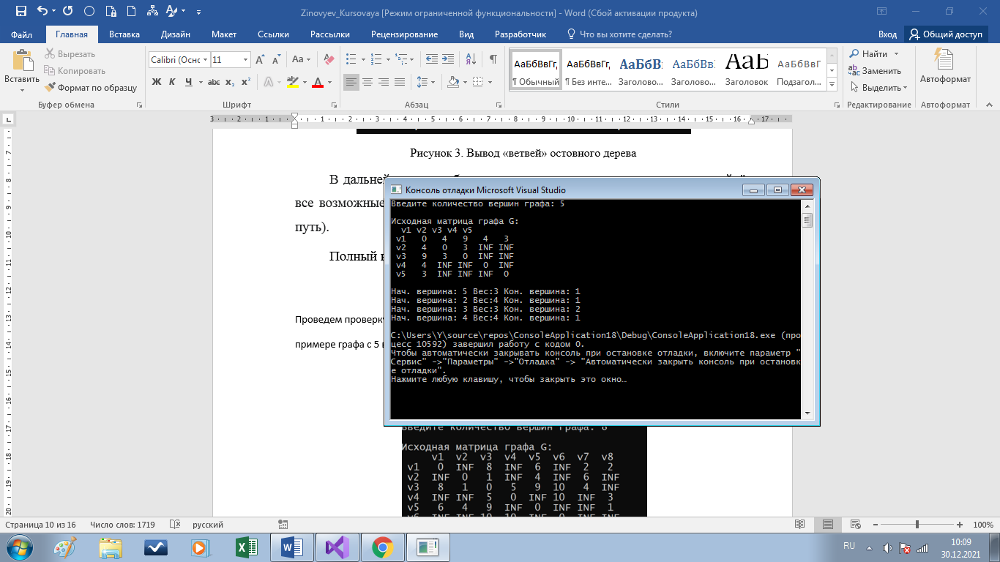 Zinovyev_Kursovaya [Режим ограниченной функциональности] - Word (Сбой активации продукта)
Файл Главная Вставка Дизайн Макет Ссылки Рассылки Рецензирование Вид Разработчик Что вы хотите сделать? Вход Общий доступ
Вставить
Вырезать
Копировать
Формат по образцу
Буфер обмена
Calibri (Оснс 11
Ж К Ч abc x₂ x²
Шрифт
Абзац
АаБбВвГг, АаБбВвГг, АаБбВ АаБбВв АаБ АаБбВвГ
¶ Обычный ¶ Без инте... Заголово... Заголово... Заголовок Подзагол...
Стили
Найти
Заменить
Выделить
Редактирование
Автоформат
Автоформат
3 2 1 1 2 3 4 5 6 7 8 9 10 11 12 13 14 15 16 17
Рисунок 3. Вывод «ветвей» остовного дерева
В дальней
все возможные
путь).
Полный в
Проведем проверку
примере графа с 5 в
Консоль отладки Microsoft Visual Studio
Введите количество вершин графа: 5
Исходная матрица графа G:
v1 v2 v3 v4 v5
v1 0 4 9 4 3
v2 4 0 3 INF INF
v3 9 3 0 INF INF
v4 4 INF INF 0 INF
v5 3 INF INF INF 0
Нач. вершина: 5 Вес:3 Кон. вершина: 1
Нач. вершина: 2 Вес:4 Кон. вершина: 1
Нач. вершина: 3 Вес:3 Кон. вершина: 2
Нач. вершина: 4 Вес:4 Кон. вершина: 1
C:\Users\Y\source\repos\ConsoleApplication18\Debug\ConsoleApplication18.exe (про
цесс 10592) завершил работу с кодом 0.
Чтобы автоматически закрывать консоль при остановке отладки, включите параметр "
Сервис" ->"Параметры" ->"Отладка" -> "Автоматически закрыть консоль при остановк
е отладки".
Нажмите любую клавишу, чтобы закрыть это окно…
Введите количество вершин графа: 8
Исходная матрица графа G:
v1 v2 v3 v4 v5 v6 v7 v8
v1 0 INF 8 INF 6 INF 2 2
v2 INF 0 1 INF 4 INF 6 INF
v3 8 1 0 5 9 10 4 INF
v4 INF INF 5 0 INF 10 INF 3
v5 6 4 9 INF 0 INF INF 1
v6 INF INF 10 10 INF 0 INF INF
Страница 10 из 16 Число слов: 1719 русский 100%
RU 10:09
30.12.2021